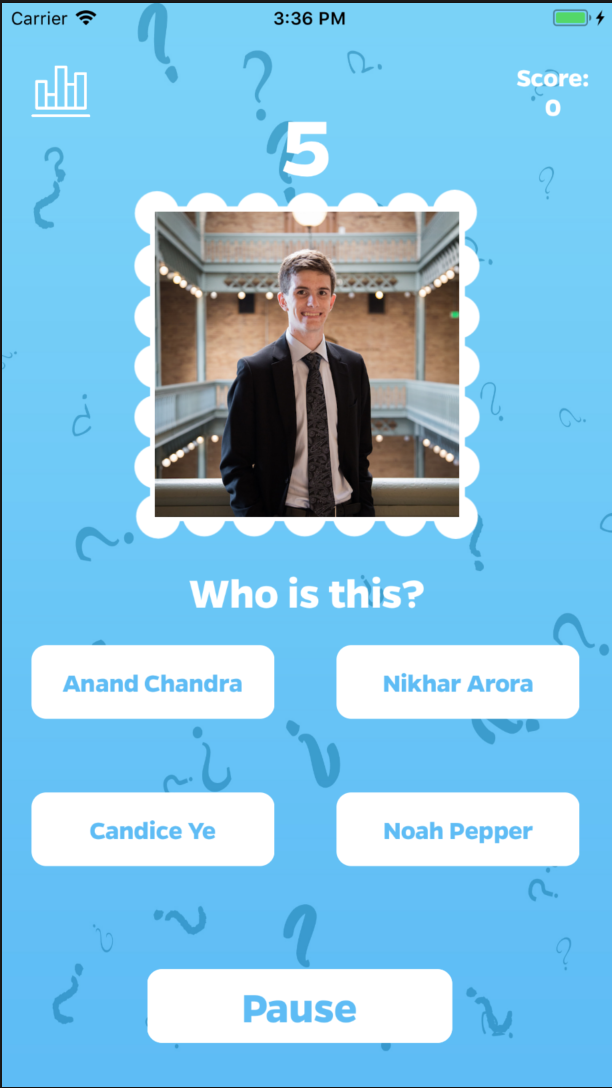 Carrier
3:36 PM
Score:
0
5
Who is this?
Anand Chandra
Nikhar Arora
Candice Ye
Noah Pepper
Pause